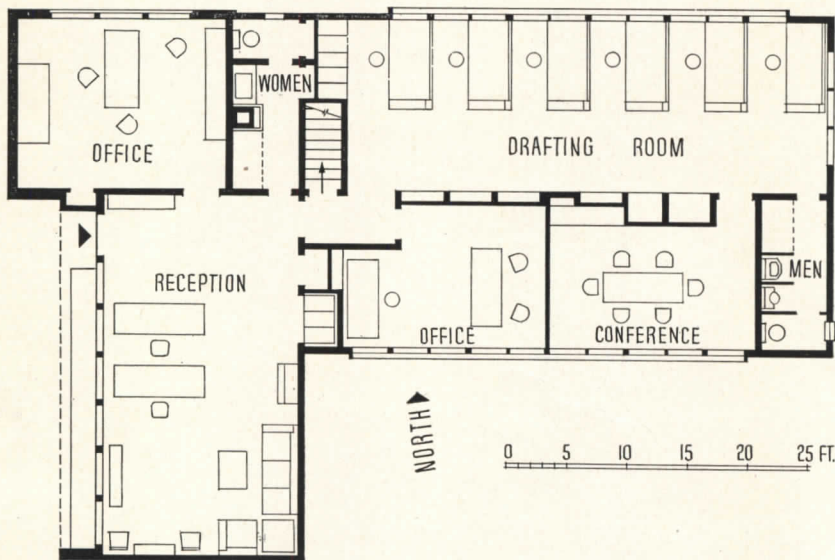 WOMEN
OFFICE
DRAFTING ROOM
RECEPTION
MEN
OFFICE
CONFERENCE
NORTH
0 5 10 15 20 25 FT.